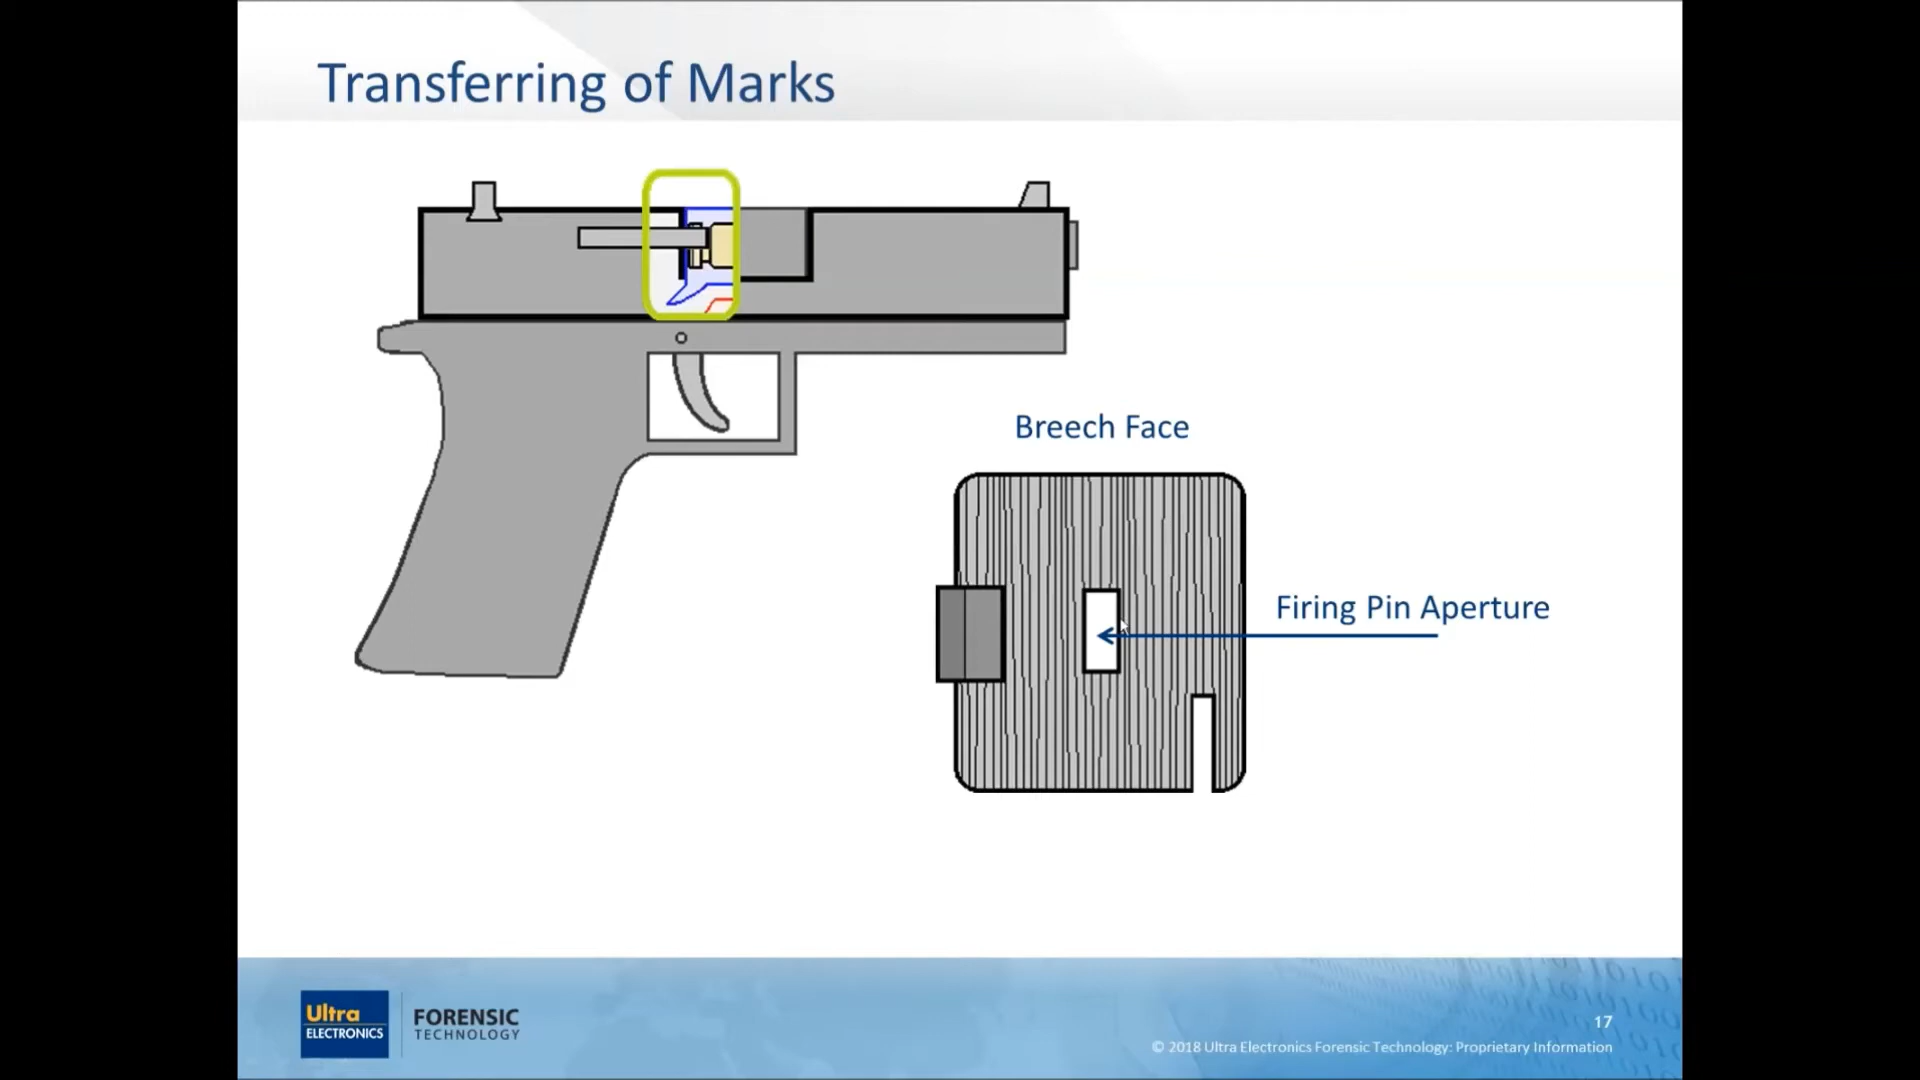 Transferring of Marks
Breech Face
Firing Pin Aperture
Ultra
ELECTRONICS
FORENSIC
TECHNOLOGY
17
© 2018 Ultra Electronics Forensic Technology: Proprietary Information